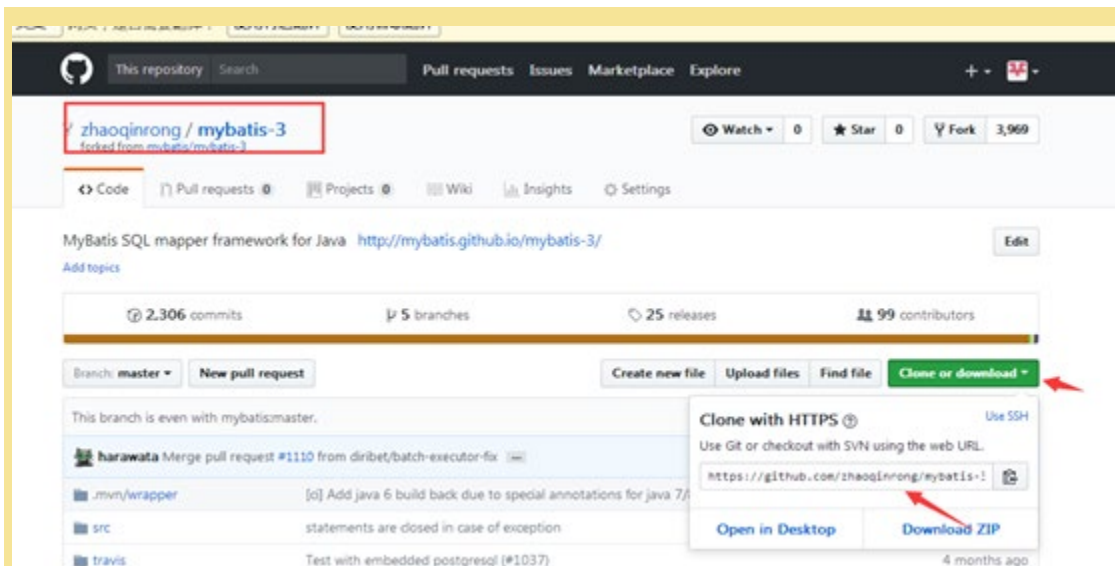 This repository Search Pull requests Issues Marketplace Explore
zhaoqinrong / mybatis-3
forked from mybatis/mybatis-3
Watch 0 Star 0 Fork 3,969
Code Pull requests 0 Projects 0 Wiki Insights Settings
MyBatis SQL mapper framework for Java http://mybatis.github.io/mybatis-3/ Edit
Add topics
2,306 commits 5 branches 25 releases 99 contributors
Branch: master New pull request Create new file Upload files Find file Clone or download
This branch is even with mybatis:master.
Clone with HTTPS Use SSH
Use Git or checkout with SVN using the web URL.
https://github.com/zhaoqinrong/mybatis-3
Open in Desktop Download ZIP
harawata Merge pull request #1110 from diribet/batch-executor-fix
.mvn/wrapper [oi] Add java 6 build back due to special annotations for java 7/
src statements are closed in case of exception
travis Test with embedded postgresql (#1037) 4 months ago